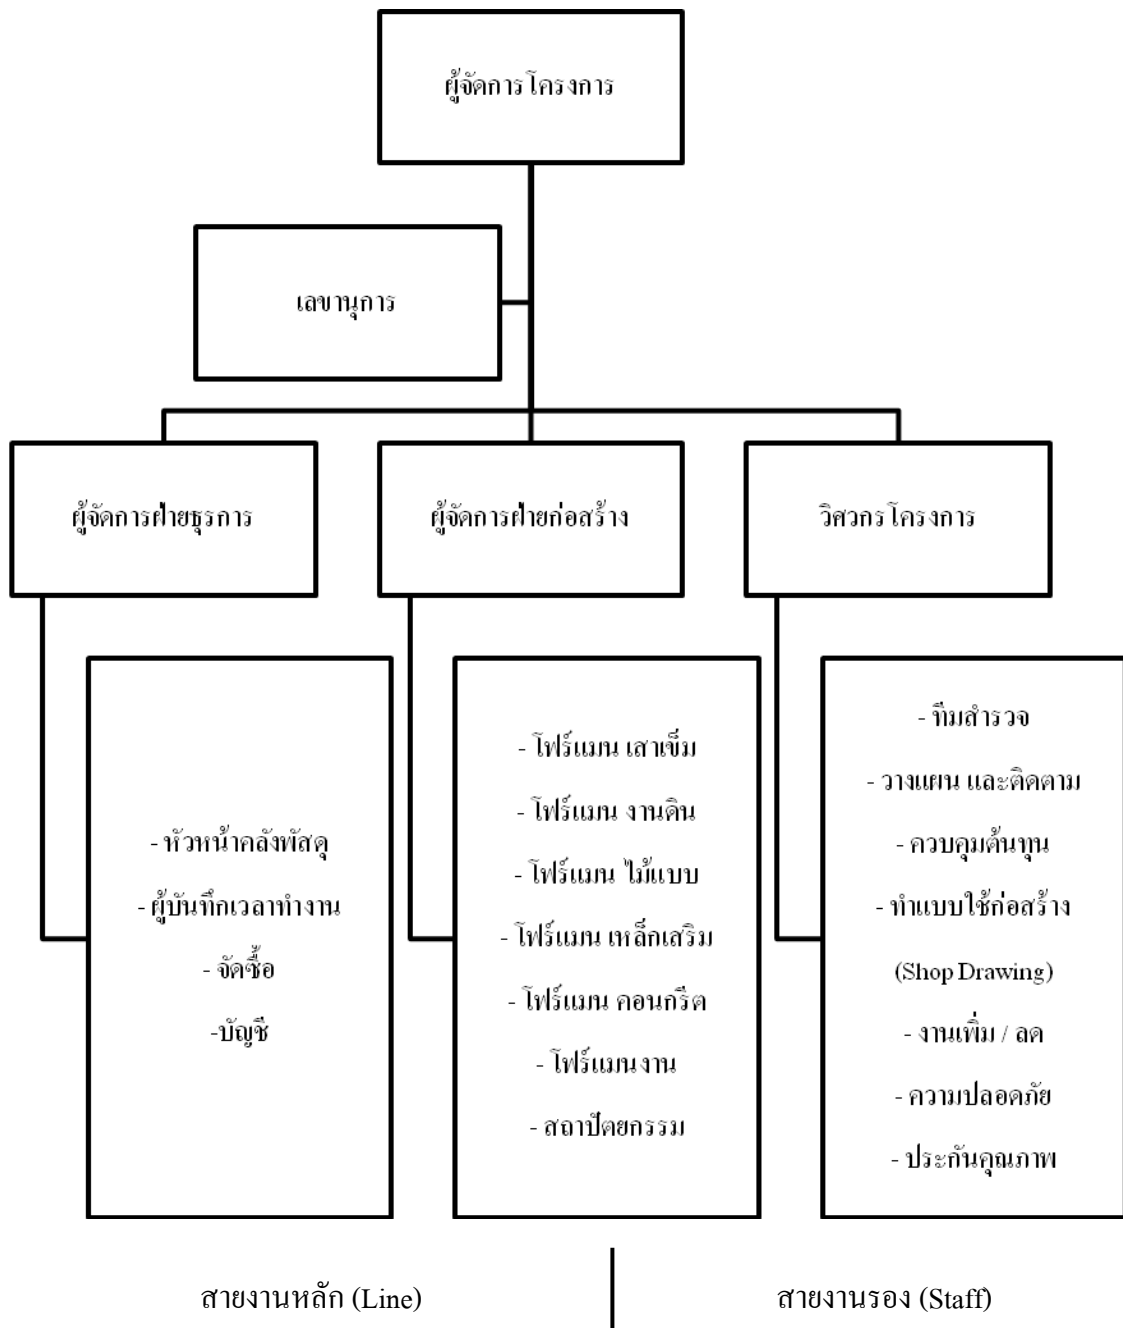 ผู้จัดการโครงการ
เลขานุการ
ผู้จัดการฝ่ายธุรการ
ผู้จัดการฝ่ายก่อสร้าง
วิศวกรโครงการ
- หัวหน้าคลังพัสดุ
- ผู้บันทึกเวลาทำงาน
- จัดซื้อ
-บัญชี
- โฟร์แมน เสาเข็ม
- โฟร์แมน งานดิน
- โฟร์แมน ไม้แบบ
- โฟร์แมน เหล็กเสริม
- โฟร์แมน คอนกรีต
- โฟร์แมนงาน
- สถาปัตยกรรม
- ทีมสำรวจ
- วางแผน และติดตาม
- ควบคุมต้นทุน
- ทำแบบใช้ก่อสร้าง
(Shop Drawing)
- งานเพิ่ม / ลด
- ความปลอดภัย
- ประกันคุณภาพ
สายงานหลัก (Line)
สายงานรอง (Staff)